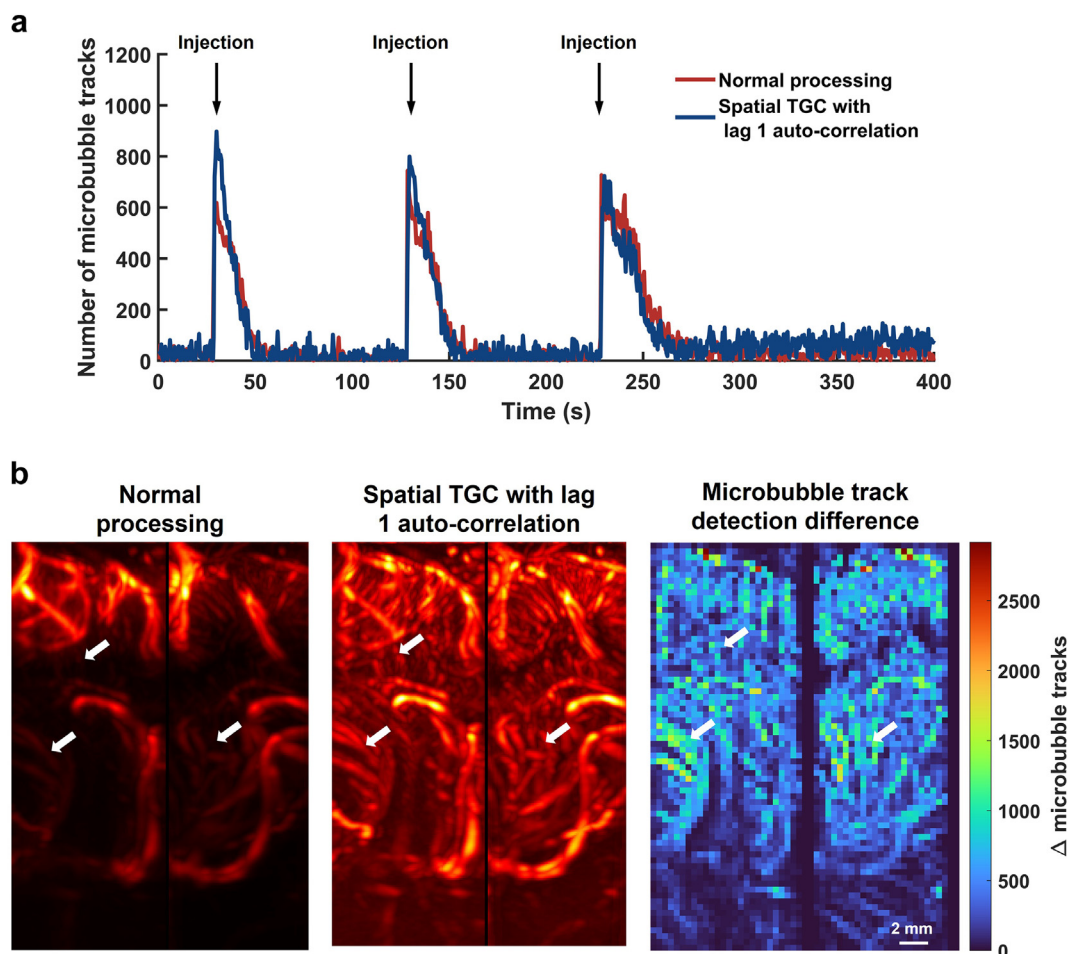 a
Injection
Injection
Injection
1200
1000
800
600
400
200
0
Number of microbubble tracks
Normal processing
Spatial TGC with
lag 1 auto-correlation
0
50
100
150
200
250
300
350
400
Time (s)
b
Normal
processing
Spatial TGC with lag
1 auto-correlation
Microbubble track
detection difference
2500
2000
1500
1000
500
0
Δ microbubble tracks
2 mm